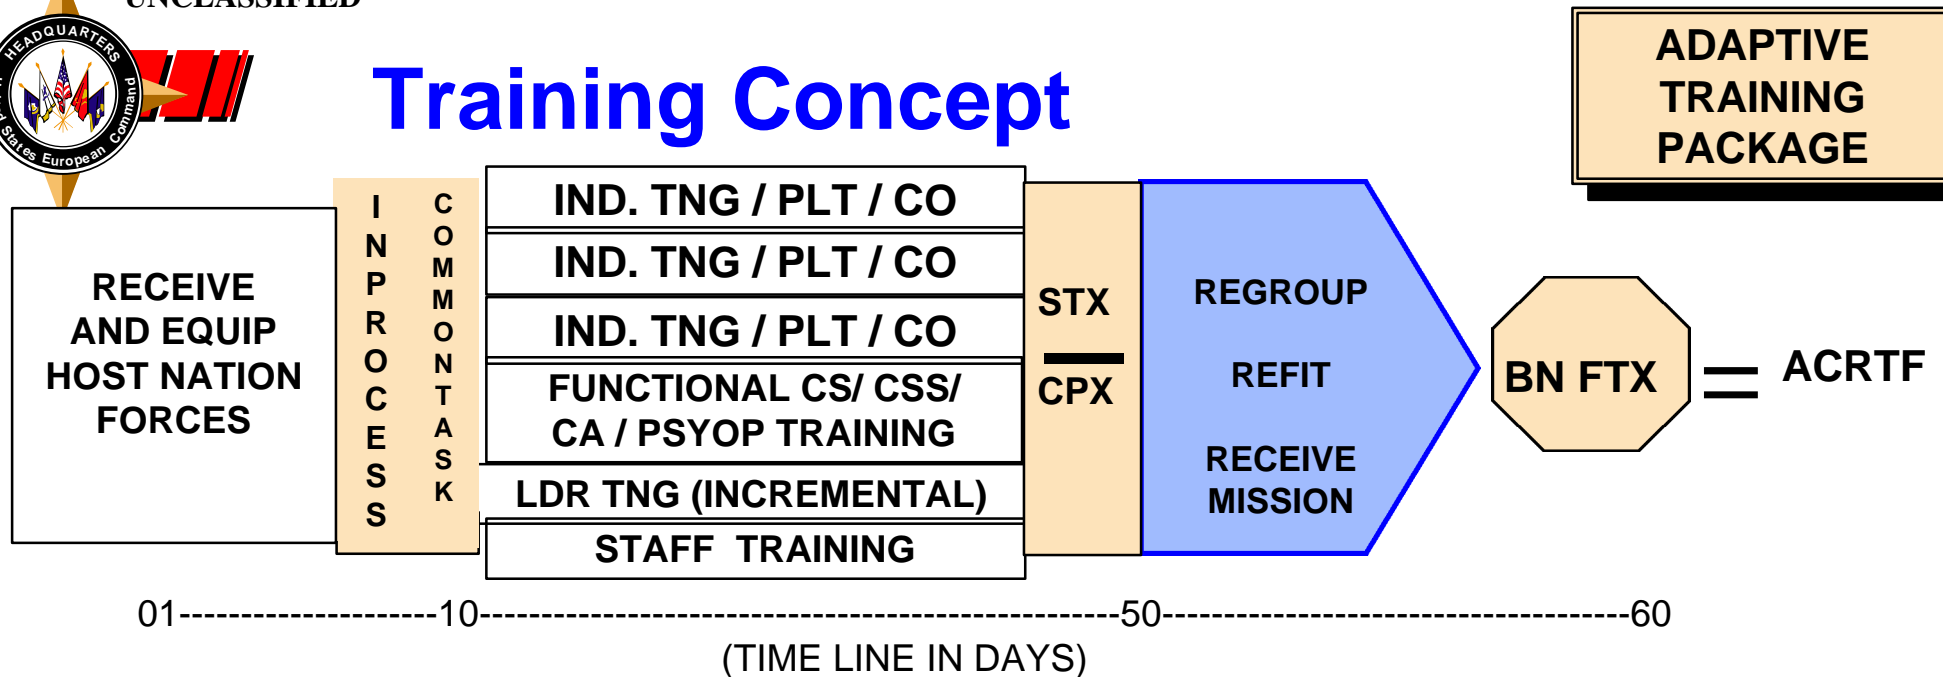 UNCLASSIFIED
HEADQUARTERS
States European Command
Training Concept
ADAPTIVE
TRAINING
PACKAGE
RECEIVE
AND EQUIP
HOST NATION
FORCES
INPROCESS
COMMONTASK
IND. TNG / PLT / CO
IND. TNG / PLT / CO
IND. TNG / PLT / CO
FUNCTIONAL CS/ CSS/
CA / PSYOP TRAINING
LDR TNG (INCREMENTAL)
STAFF TRAINING
STX
CPX
REGROUP
REFIT
RECEIVE
MISSION
BN FTX
=
ACRTF
01----------------------10------------------------------------------------------50---------------------------------------60
(TIME LINE IN DAYS)